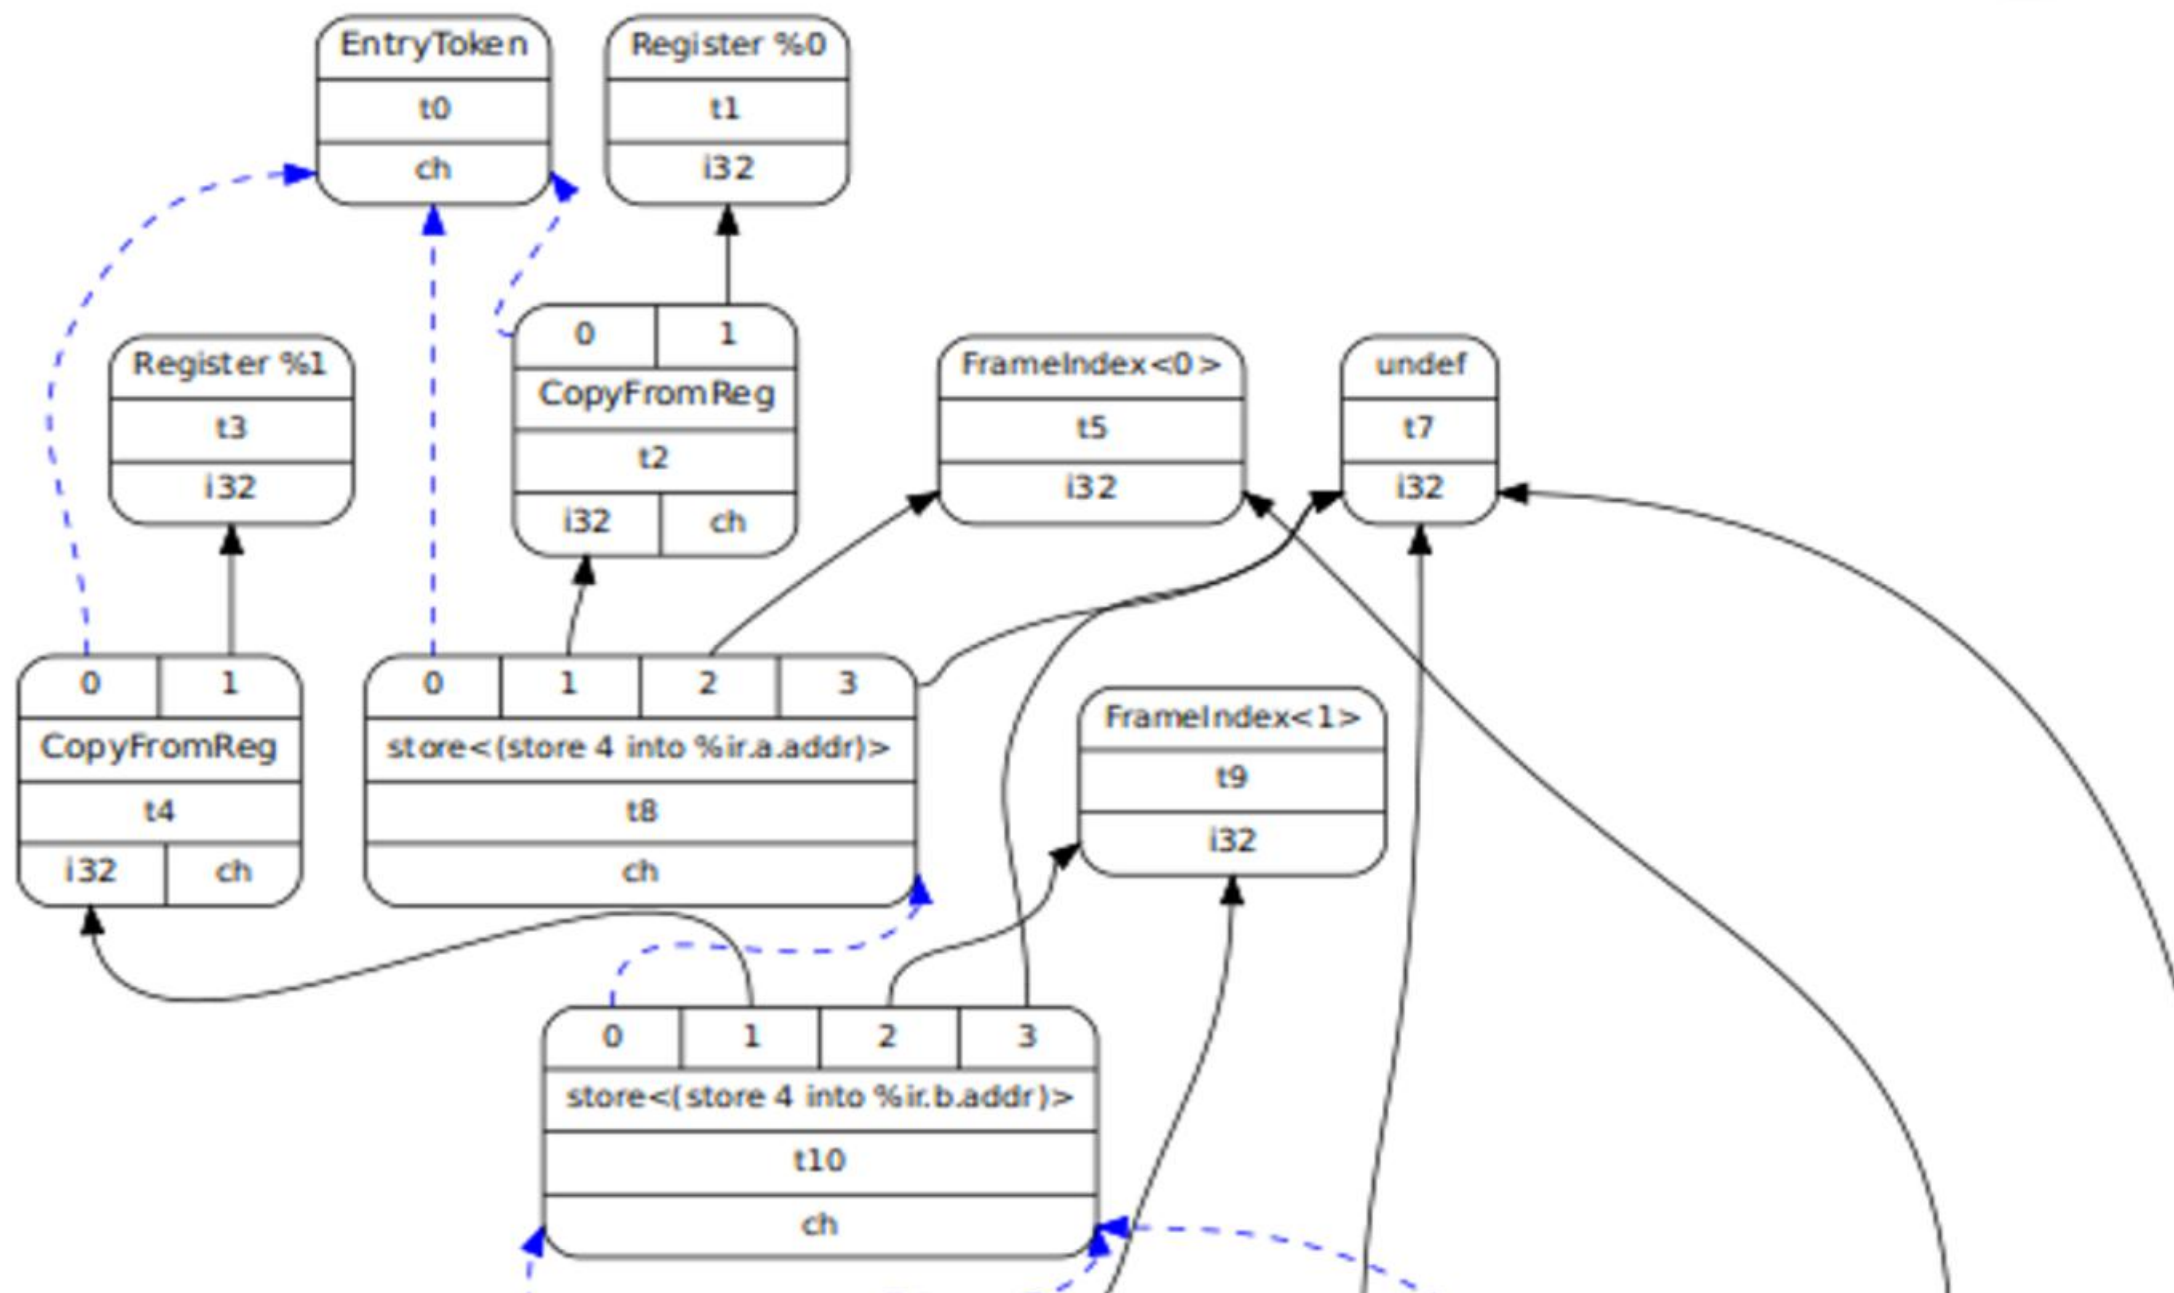 EntryToken
t0
ch
Register %0
t1
i32
Register %1
t3
i32
0 1
CopyFromReg
t2
i32 ch
FrameIndex<0>
t5
i32
undef
t7
i32
0 1
CopyFromReg
t4
i32 ch
0 1 2 3
store<(store 4 into %ir.a.addr)>
t8
ch
FrameIndex<1>
t9
i32
0 1 2 3
store<(store 4 into %ir.b.addr)>
t10
ch